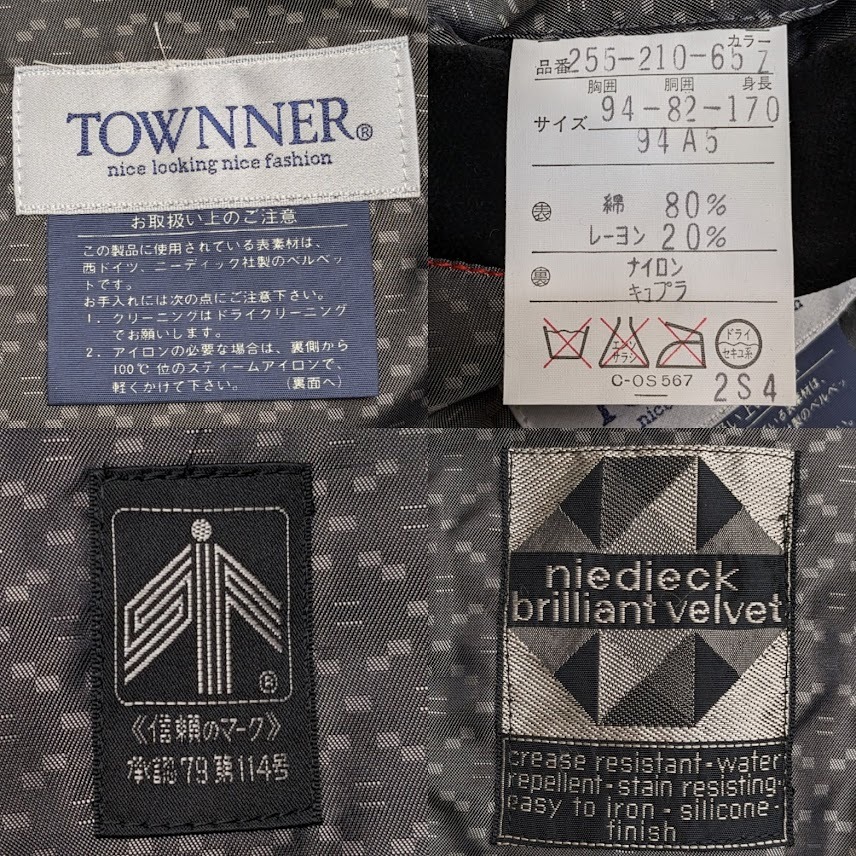 TOWNNER®
nice looking nice fashion
お取扱い上のご注意
この製品に使用されている表素材は、
西ドイツ、ニーディック社製のベルベッ
トです。
お手入れには次の点にご注意下さい。
1．クリーニングはドライクリーニング
でお願いします。
2．アイロンの必要な場合は、裏側から
100℃位のスティームアイロンで、
軽くかけて下さい。 (裏面へ)
カラー
品番 255-210-65 Z
胸囲 胴囲 身長
サイズ 94-82-170
94A5
表 綿 80%
レーヨン 20%
裏 ナイロン
キュプラ
エンソ
サラシ
ドライ
セキユ系
C-OS567
2S4
nice
®
《信頼のマーク》
承認79第114号
niedieck
brilliant velvet
crease resistant-water
repellent-stain resisting-
easy to iron - silicone-
finish